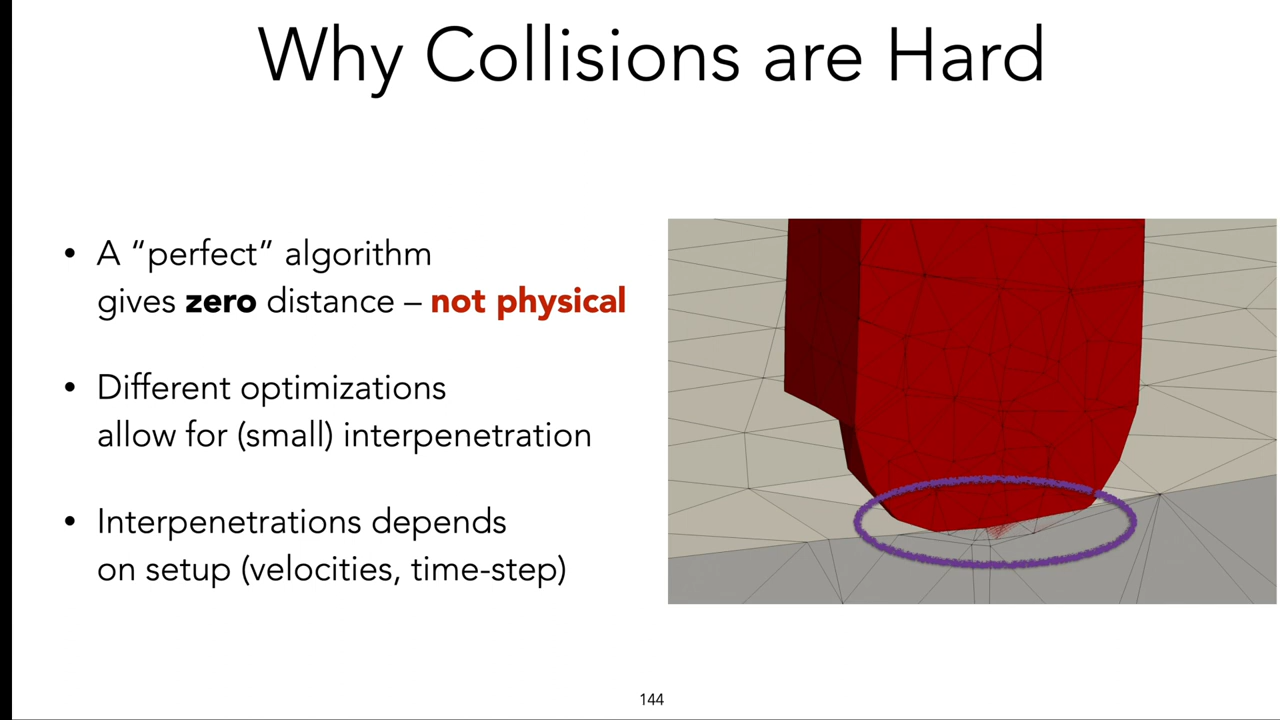 Why Collisions are Hard
• A “perfect” algorithm
gives zero distance – not physical
• Different optimizations
allow for (small) interpenetration
• Interpenetrations depends
on setup (velocities, time-step)
144